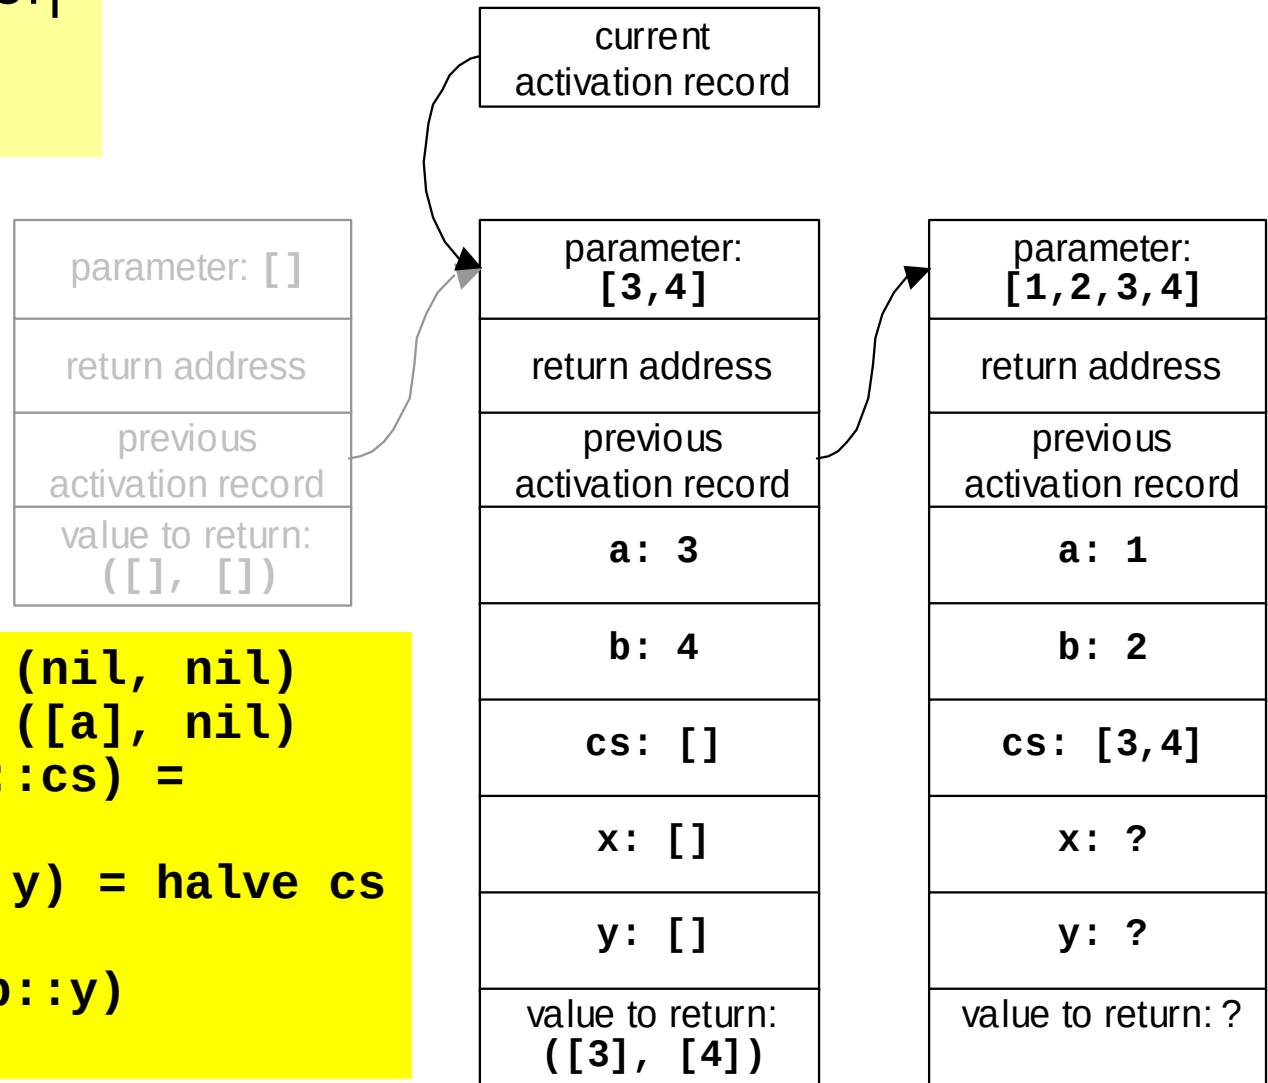 current
activation record
parameter: []
return address
previous
activation record
value to return:
([], [])
parameter:
[3,4]
return address
previous
activation record
a: 3
b: 4
cs: []
x: []
y: []
value to return:
([3], [4])
parameter:
[1,2,3,4]
return address
previous
activation record
a: 1
b: 2
cs: [3,4]
x: ?
y: ?
value to return: ?
(nil, nil)
([a], nil)
::cs) =
y) = halve cs
::y)